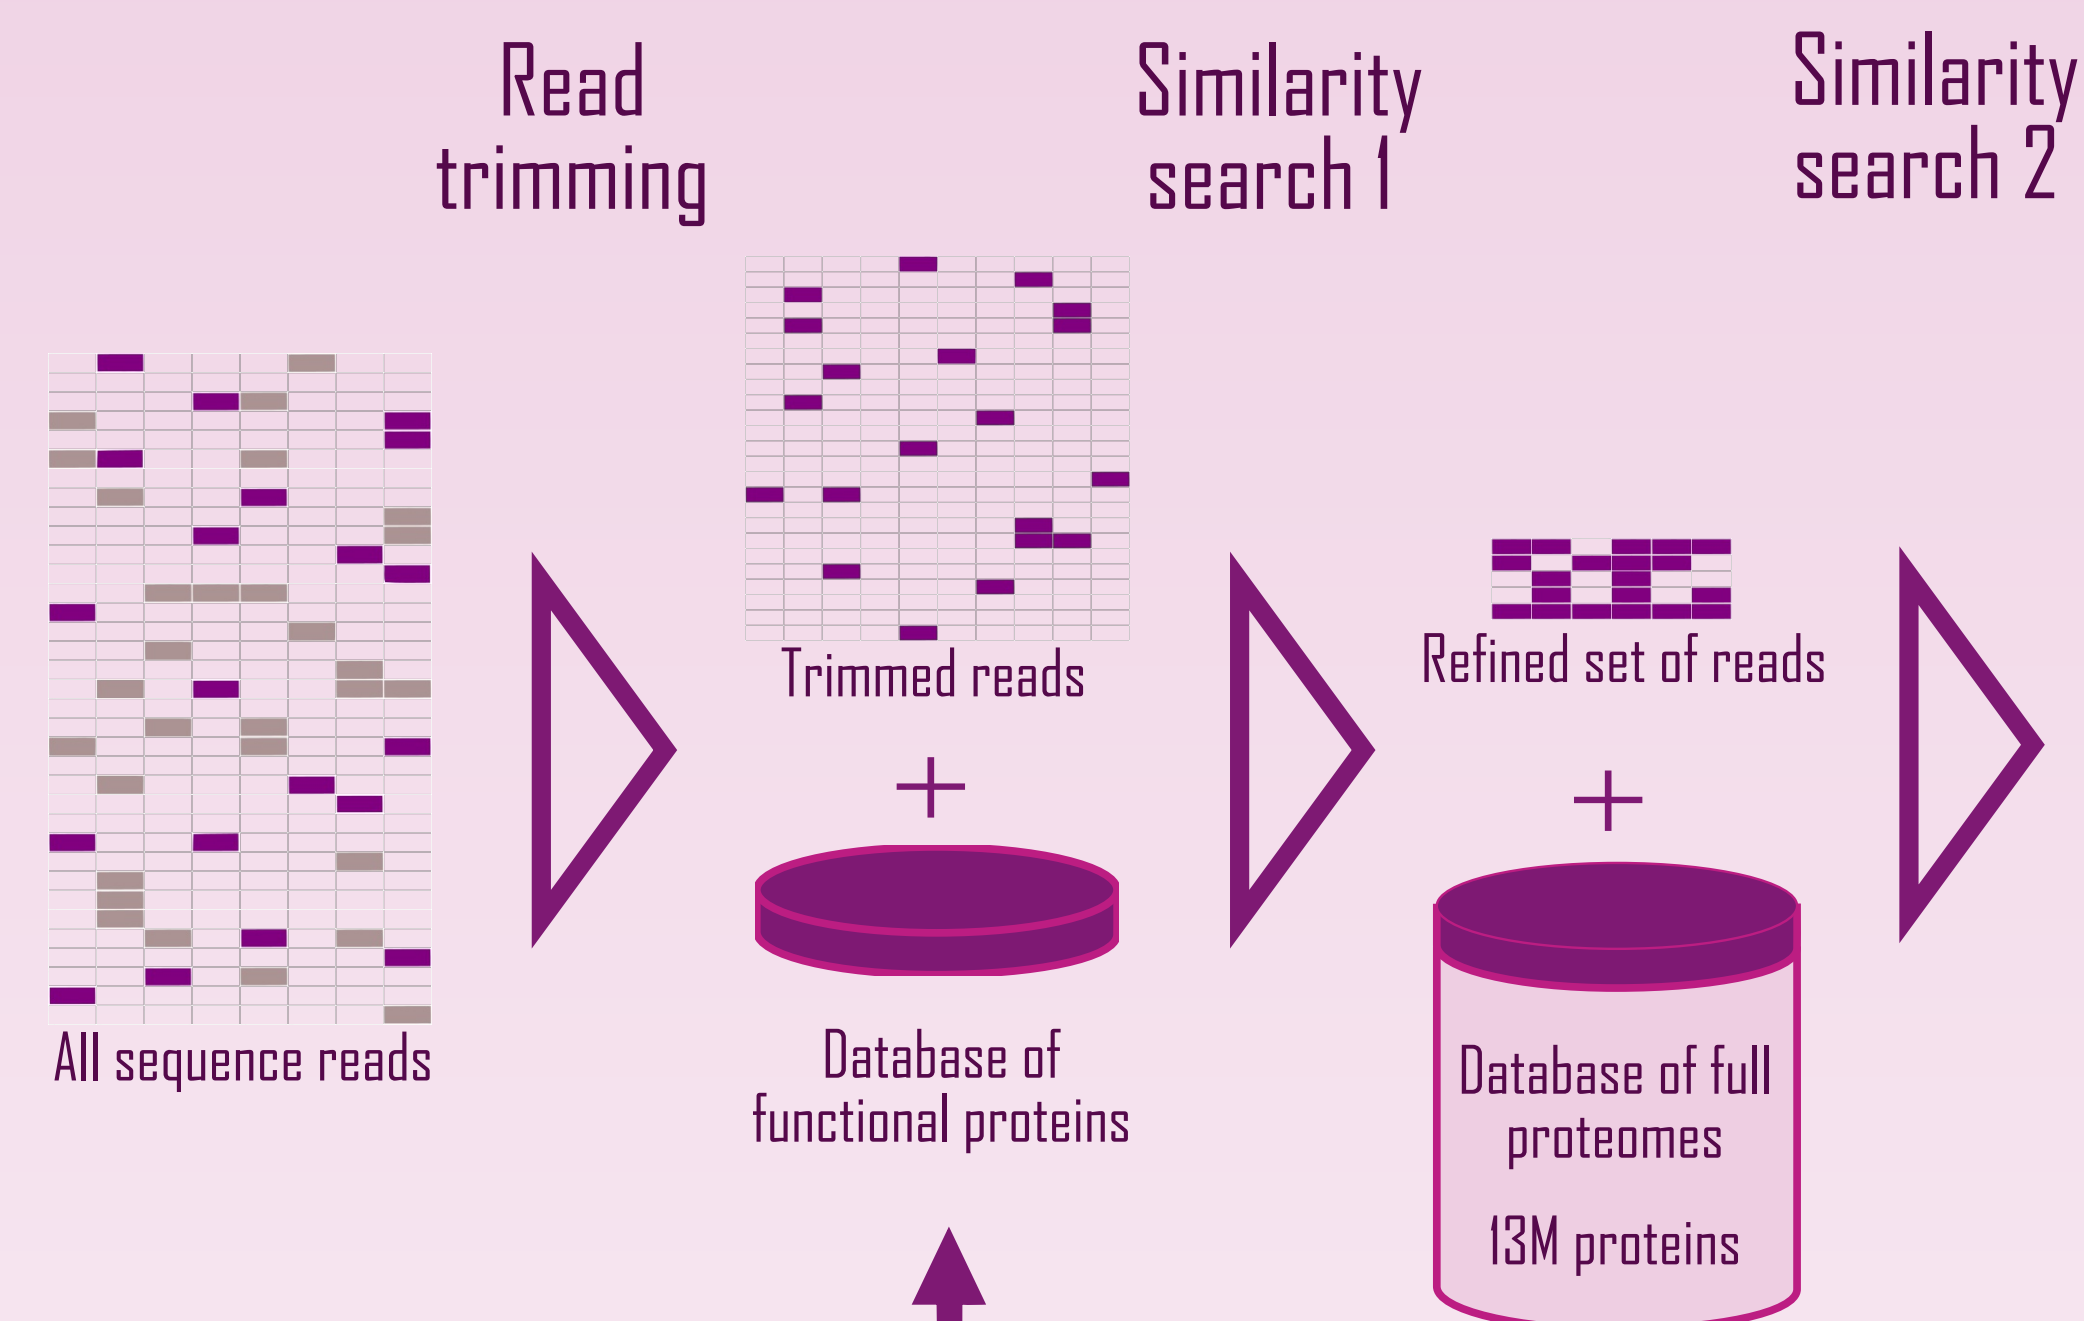 Read
trimming
Similarity
search 1
Similarity
search 2
All sequence reads
Trimmed reads
+
Database of
functional proteins
Refined set of reads
+
Database of full
proteomes
13M proteins